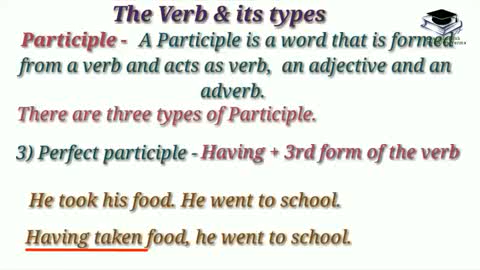 The Verb & its types
Participle - A Participle is a word that is formed
from a verb and acts as verb, an adjective and an
adverb.
There are three types of Participle.
3) Perfect participle - Having + 3rd form of the verb
He took his food. He went to school.
Having taken food, he went to school.